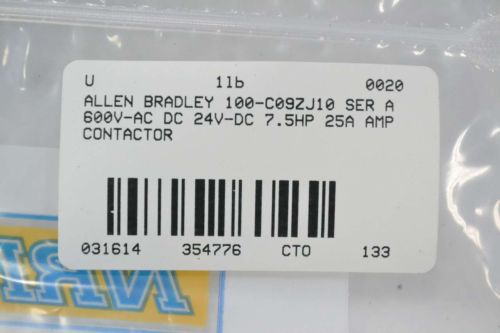 U 1lb 0020
ALLEN BRADLEY 100-C09ZJ10 SER A
600V-AC DC 24V-DC 7.5HP 25A AMP
CONTACTOR
031614 354776 CTO 133